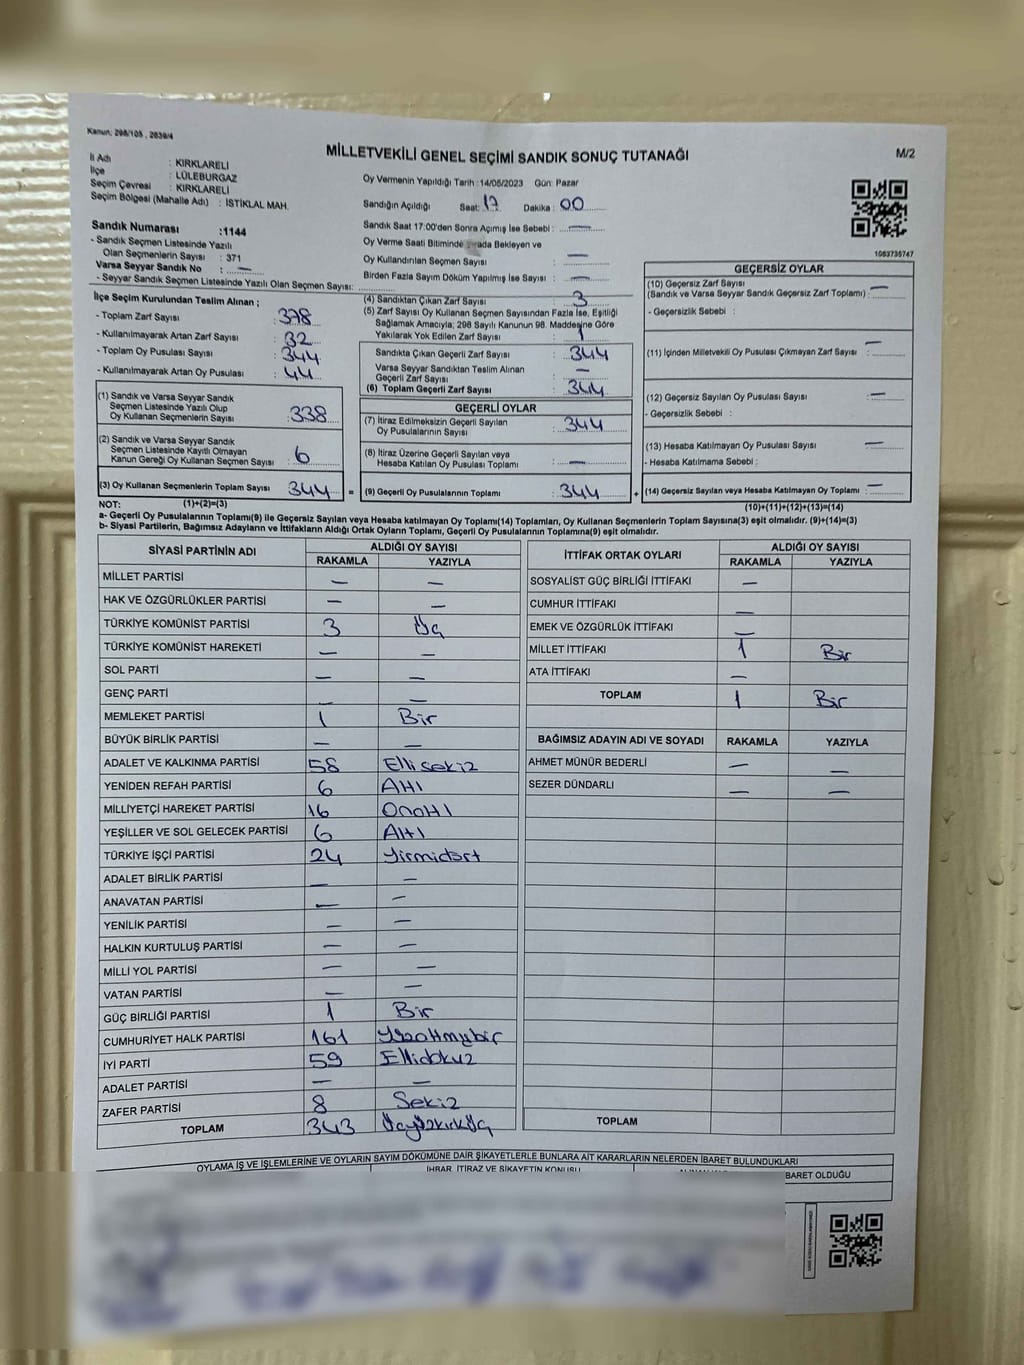 Kanun: 298/105 , 2839/4
MİLLETVEKİLİ GENEL SEÇİMİ SANDIK SONUÇ TUTANAĞI
M/2
İl Adı : KIRKLARELİ
İlçe : LÜLEBURGAZ
Seçim Çevresi : KIRKLARELİ
Seçim Bölgesi (Mahalle Adı) : İSTİKLAL MAH.
Sandık Numarası :1144
- Sandık Seçmen Listesinde Yazılı
Olan Seçmenlerin Sayısı : 371
Varsa Seyyar Sandık No : —
- Seyyar Sandık Seçmen Listesinde Yazılı Olan Seçmen Sayısı:
Oy Vermenin Yapıldığı Tarih :14/05/2023 Gün: Pazar
Sandığın Açıldığı Saat: 17 Dakika : 00
Sandık Saat 17:00'den Sonra Açımış İse Sebebi : —
Oy Verme Saati Bitiminde Sırada Bekleyen ve
Oy Kullandırılan Seçmen Sayısı : —
Birden Fazla Sayım Döküm Yapılmış İse Sayısı : —
1083735747
İlçe Seçim Kurulundan Teslim Alınan ;
- Toplam Zarf Sayısı : 378
- Kullanılmayarak Artan Zarf Sayısı : 32
- Toplam Oy Pusulası Sayısı : 344
- Kullanılmayarak Artan Oy Pusulası : 44
(1) Sandık ve Varsa Seyyar Sandık
Seçmen Listesinde Yazılı Olup
Oy Kullanan Seçmenlerin Sayısı : 338
(2) Sandık ve Varsa Seyyar Sandık
Seçmen Listesinde Kayıtlı Olmayan
Kanun Gereği Oy Kullanan Seçmen Sayısı : 6
(3) Oy Kullanan Seçmenlerin Toplam Sayısı : 344 =
(4) Sandıktan Çıkan Zarf Sayısı : 3
(5) Zarf Sayısı Oy Kullanan Seçmen Sayısından Fazla İse, Eşitliği
Sağlamak Amacıyla; 298 Sayılı Kanunun 98. Maddesine Göre
Yakılarak Yok Edilen Zarf Sayısı : 1
Sandıkta Çıkan Geçerli Zarf Sayısı : 344
Varsa Seyyar Sandıktan Teslim Alınan
Geçerli Zarf Sayısı : —
(6) Toplam Geçerli Zarf Sayısı : 344
GEÇERLİ OYLAR
(7) İtiraz Edilmeksizin Geçerli Sayılan
Oy Pusulalarının Sayısı : 344
(8) İtiraz Üzerine Geçerli Sayılan veya
Hesaba Katılan Oy Pusulası Toplamı : —
(9) Geçerli Oy Pusulalarının Toplamı : 344 +
GEÇERSİZ OYLAR
(10) Geçersiz Zarf Sayısı
(Sandık ve Varsa Seyyar Sandık Geçersiz Zarf Toplamı) : —
- Geçersizlik Sebebi :
(11) İçinden Milletvekili Oy Pusulası Çıkmayan Zarf Sayısı : —
(12) Geçersiz Sayılan Oy Pusulası Sayısı : —
- Geçersizlik Sebebi :
(13) Hesaba Katılmayan Oy Pusulası Sayısı : —
- Hesaba Katılmama Sebebi :
(14) Geçersiz Sayılan veya Hesaba Katılmayan Oy Toplamı : —
NOT: (1)+(2)=(3)
(10)+(11)+(12)+(13)=(14)
a- Geçerli Oy Pusulasının Toplamı(9) ile Geçersiz Sayılan veya Hesaba katılmayan Oy Toplamı(14) Toplamları, Oy Kullanan Seçmenlerin Toplam Sayısına(3) eşit olmalıdır. (9)+(14)=(3)
b- Siyasi Partilerin, Bağımsız Adayların ve İttifakların Aldığı Ortak Oyların Toplamı, Geçerli Oy Pusulalarının Toplamına(9) eşit olmalıdır.
SİYASİ PARTİNİN ADI ALDIĞI OY SAYISI
RAKAMLA YAZIYLA
MİLLET PARTİSİ — —
HAK VE ÖZGÜRLÜKLER PARTİSİ — —
TÜRKİYE KOMÜNİST PARTİSİ 3 Üç
TÜRKİYE KOMÜNİST HAREKETİ — —
SOL PARTİ — —
GENÇ PARTİ — —
MEMLEKET PARTİSİ 1 Bir
BÜYÜK BİRLİK PARTİSİ — —
ADALET VE KALKINMA PARTİSİ 58 Ellisekiz
YENİDEN REFAH PARTİSİ 6 Altı
MİLLİYETÇİ HAREKET PARTİSİ 16 Onaltı
YEŞİLLER VE SOL GELECEK PARTİSİ 6 Altı
TÜRKİYE İŞÇİ PARTİSİ 24 Yirmidört
ADALET BİRLİK PARTİSİ — —
ANAVATAN PARTİSİ — —
YENİLİK PARTİSİ — —
HALKIN KURTULUŞ PARTİSİ — —
MİLLİ YOL PARTİSİ — —
VATAN PARTİSİ — —
GÜÇ BİRLİĞİ PARTİSİ 1 Bir
CUMHURİYET HALK PARTİSİ 161 Yüzaltmışbir
İYİ PARTİ 59 Ellidokuz
ADALET PARTİSİ — —
ZAFER PARTİSİ 8 Sekiz
TOPLAM 343 Üçyüzkırküç
İTTİFAK ORTAK OYLARI ALDIĞI OY SAYISI
RAKAMLA YAZIYLA
SOSYALİST GÜÇ BİRLİĞİ İTTİFAKI —
CUMHUR İTTİFAKI —
EMEK VE ÖZGÜRLÜK İTTİFAKI —
MİLLET İTTİFAKI 1 Bir
ATA İTTİFAKI —
TOPLAM 1 Bir
BAĞIMSIZ ADAYIN ADI VE SOYADI RAKAMLA YAZIYLA
AHMET MÜNÜR BEDERLİ — —
SEZER DÜNDARLI — —
TOPLAM
OYLAMA İŞ VE İŞLEMLERİNE VE OYLARIN SAYIM DÖKÜMÜNE DAİR ŞİKAYETLERLE BUNLARA AİT KARARLARIN NELERDEN İBARET BULUNDUKLARI
İHBAR, İTİRAZ VE ŞİKAYETİN KONUSU
BARET OLDUĞU